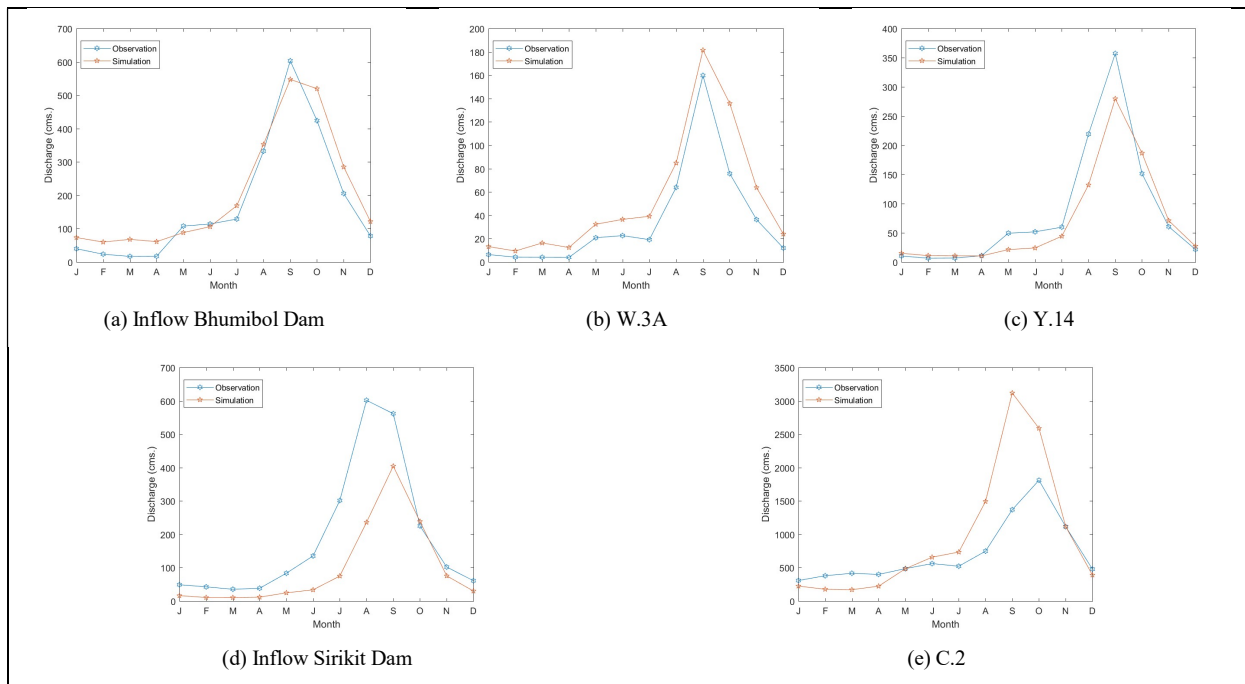 700
600
500
400
300
200
100
0
Discharge (cms.)
Observation
Simulation
J F M A M J J A S O N D
Month
(a) Inflow Bhumibol Dam
200
180
160
140
120
100
80
60
40
20
0
Discharge (cms.)
Observation
Simulation
J F M A M J J A S O N D
Month
(b) W.3A
400
350
300
250
200
150
100
50
0
Discharge (cms.)
Observation
Simulation
J F M A M J J A S O N D
Month
(c) Y.14
700
600
500
400
300
200
100
0
Discharge (cms.)
Observation
Simulation
J F M A M J J A S O N D
Month
(d) Inflow Sirikit Dam
3500
3000
2500
2000
1500
1000
500
0
Discharge (cms.)
Observation
Simulation
J F M A M J J A S O N D
Month
(e) C.2